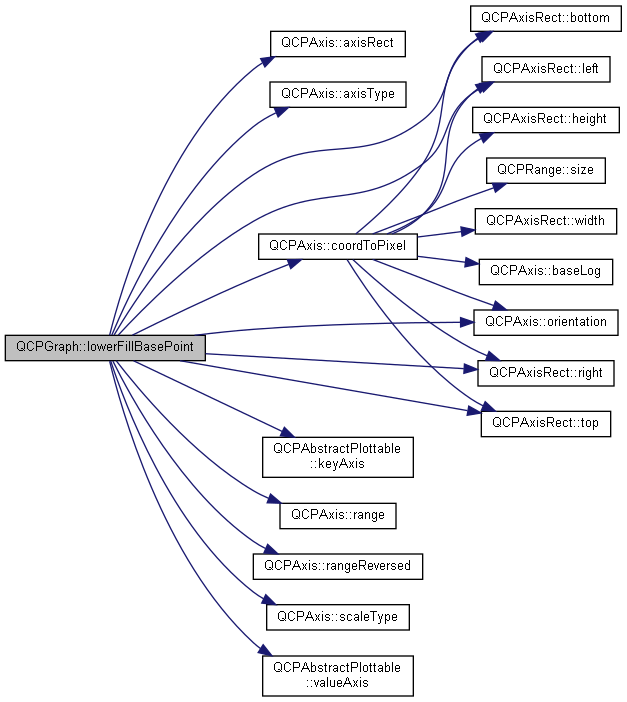 QCPGraph::lowerFillBasePoint
QCPAxis::axisRect
QCPAxis::axisType
QCPAxis::coordToPixel
QCPAbstractPlottable
::keyAxis
QCPAxis::range
QCPAxis::rangeReversed
QCPAxis::scaleType
QCPAbstractPlottable
::valueAxis
QCPAxisRect::bottom
QCPAxisRect::left
QCPAxisRect::height
QCPRange::size
QCPAxisRect::width
QCPAxis::baseLog
QCPAxis::orientation
QCPAxisRect::right
QCPAxisRect::top